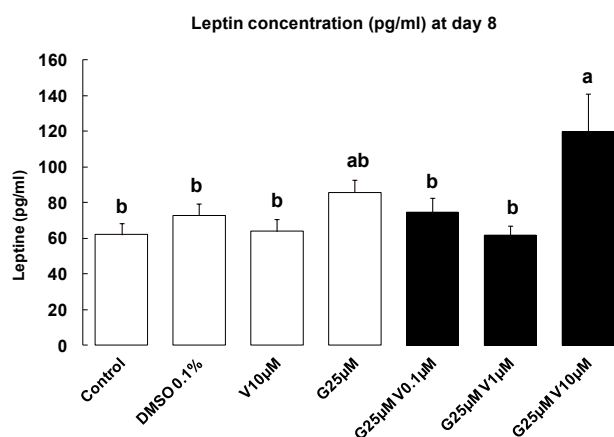 Leptin concentration (pg/ml) at day 8
Leptine (pg/ml)
160
140
120
100
80
60
40
20
0
b
b
b
ab
b
b
a
Control
DMSO 0.1%
V10µM
G25µM
G25µM V0.1µM
G25µM V1µM
G25µM V10µM